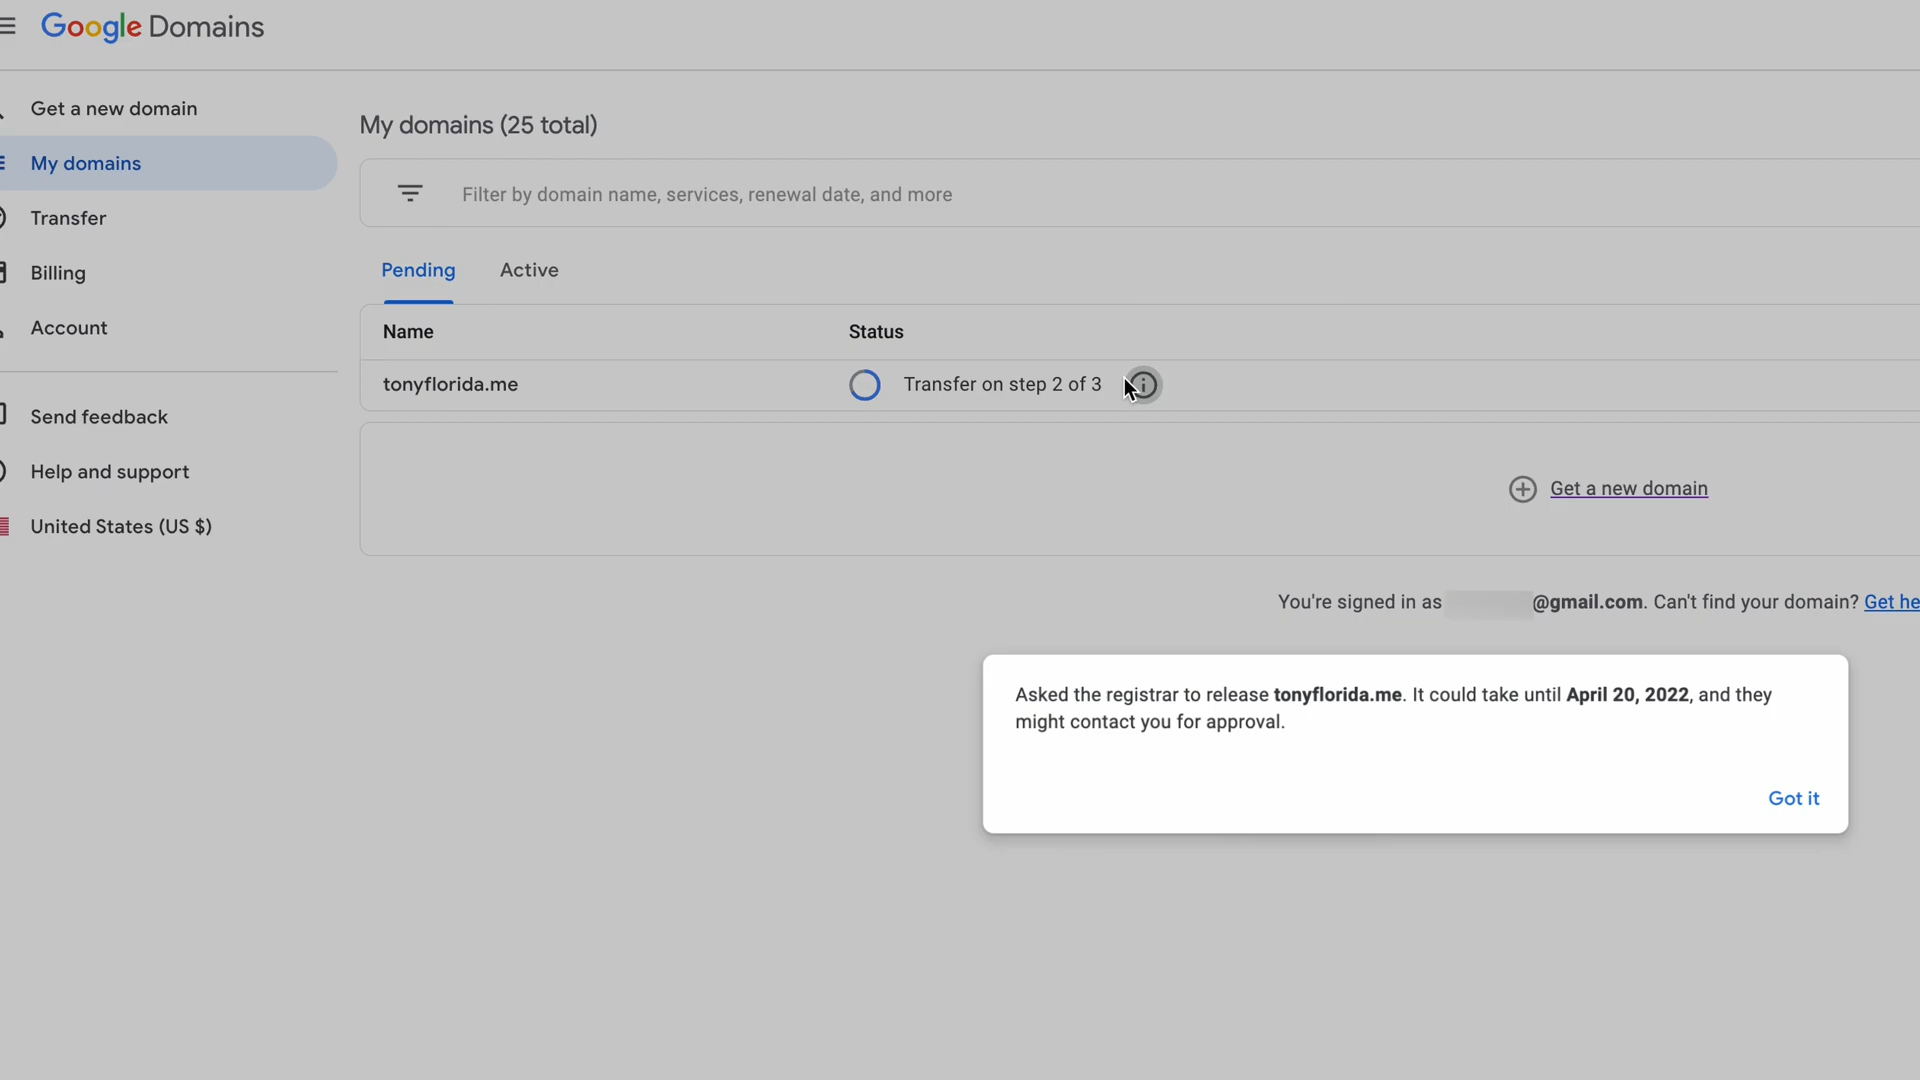 Google Domains
Get a new domain
My domains
Transfer
Billing
Account
Send feedback
Help and support
United States (US $)
My domains (25 total)
Filter by domain name, services, renewal date, and more
Pending Active
Name Status
tonyflorida.me Transfer on step 2 of 3
Get a new domain
You're signed in as @gmail.com. Can't find your domain? Get he
Asked the registrar to release tonyflorida.me. It could take until April 20, 2022, and they
might contact you for approval.
Got it